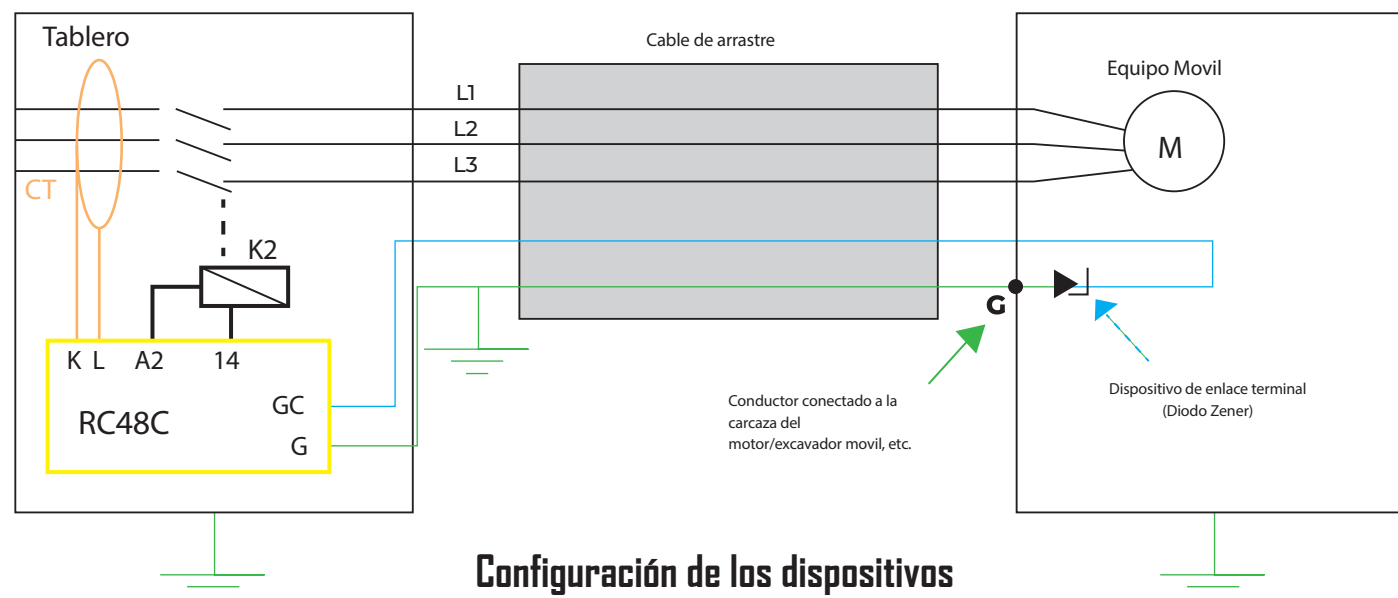 Tablero
Cable de arrastre
Equipo Movil
L1
L2
L3
M
CT
K2
K L A2 14
GC
RC48C
G
G
Conductor conectado a la
carcaza del
motor/excavador movil, etc.
Dispositivo de enlace terminal
(Diodo Zener)
Configuración de los dispositivos